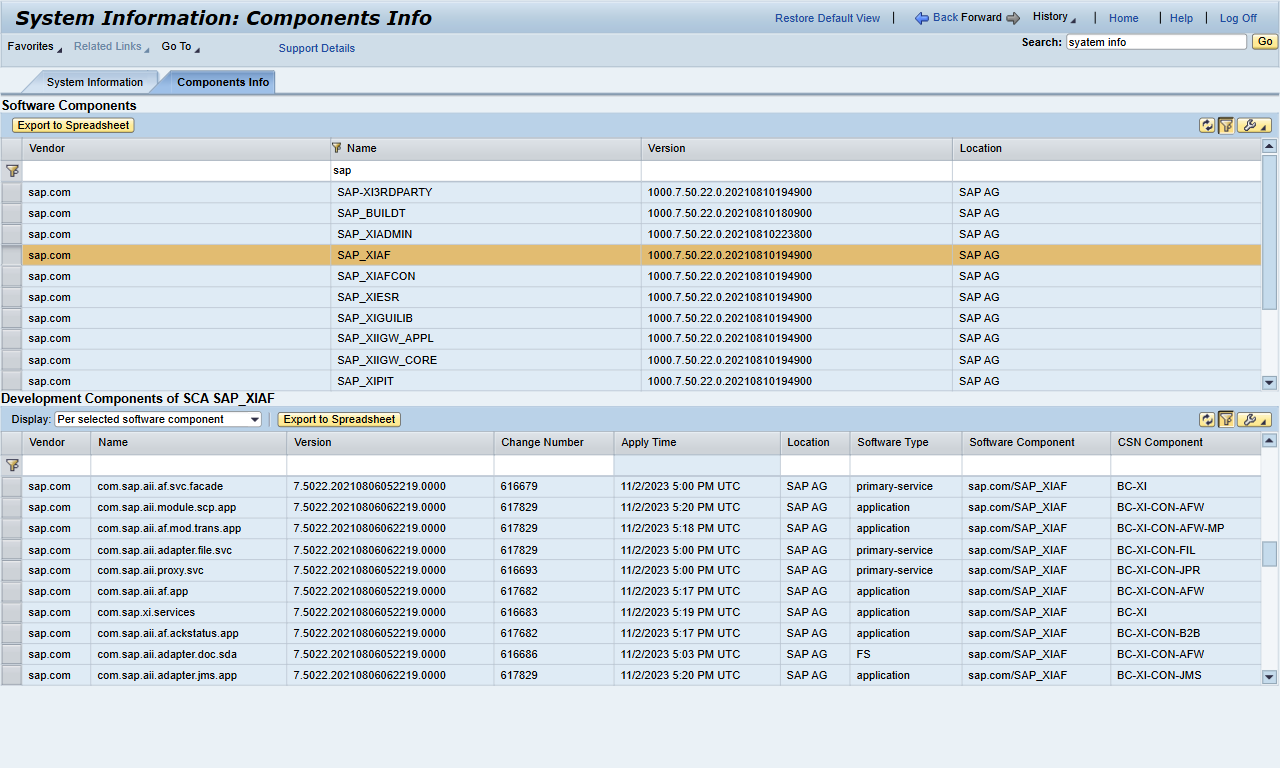 System Information: Components Info
Restore Default View | Back Forward History | Home | Help | Log Off
Favorites Related Links Go To Support Details
Search: syatem info Go
System Information Components Info
Software Components
Export to Spreadsheet
Vendor Name Version Location
sap
sap.com SAP-XI3RDPARTY 1000.7.50.22.0.20210810194900 SAP AG
sap.com SAP_BUILDT 1000.7.50.22.0.20210810180900 SAP AG
sap.com SAP_XIADMIN 1000.7.50.22.0.20210810223800 SAP AG
sap.com SAP_XIAF 1000.7.50.22.0.20210810194900 SAP AG
sap.com SAP_XIAFCON 1000.7.50.22.0.20210810194900 SAP AG
sap.com SAP_XIESR 1000.7.50.22.0.20210810194900 SAP AG
sap.com SAP_XIGUILIB 1000.7.50.22.0.20210810194900 SAP AG
sap.com SAP_XIIGW_APPL 1000.7.50.22.0.20210810194900 SAP AG
sap.com SAP_XIIGW_CORE 1000.7.50.22.0.20210810194900 SAP AG
sap.com SAP_XIPIT 1000.7.50.22.0.20210810194900 SAP AG
Development Components of SCA SAP_XIAF
Display: Per selected software component Export to Spreadsheet
Vendor Name Version Change Number Apply Time Location Software Type Software Component CSN Component
sap.com com.sap.aii.af.svc.facade 7.5022.20210806052219.0000 616679 11/2/2023 5:00 PM UTC SAP AG primary-service sap.com/SAP_XIAF BC-XI
sap.com com.sap.aii.module.scp.app 7.5022.20210806062219.0000 617829 11/2/2023 5:20 PM UTC SAP AG application sap.com/SAP_XIAF BC-XI-CON-AFW
sap.com com.sap.aii.af.mod.trans.app 7.5022.20210806062219.0000 617829 11/2/2023 5:18 PM UTC SAP AG application sap.com/SAP_XIAF BC-XI-CON-AFW-MP
sap.com com.sap.aii.adapter.file.svc 7.5022.20210806062219.0000 617829 11/2/2023 5:00 PM UTC SAP AG primary-service sap.com/SAP_XIAF BC-XI-CON-FIL
sap.com com.sap.aii.proxy.svc 7.5022.20210806052219.0000 616693 11/2/2023 5:00 PM UTC SAP AG primary-service sap.com/SAP_XIAF BC-XI-CON-JPR
sap.com com.sap.aii.af.app 7.5022.20210806052219.0000 617682 11/2/2023 5:17 PM UTC SAP AG application sap.com/SAP_XIAF BC-XI-CON-AFW
sap.com com.sap.xi.services 7.5022.20210806052219.0000 616683 11/2/2023 5:19 PM UTC SAP AG application sap.com/SAP_XIAF BC-XI
sap.com com.sap.aii.af.ackstatus.app 7.5022.20210806052219.0000 617682 11/2/2023 5:17 PM UTC SAP AG application sap.com/SAP_XIAF BC-XI-CON-B2B
sap.com com.sap.aii.adapter.doc.sda 7.5022.20210806052219.0000 616686 11/2/2023 5:03 PM UTC SAP AG FS sap.com/SAP_XIAF BC-XI-CON-AFW
sap.com com.sap.aii.adapter.jms.app 7.5022.20210806062219.0000 617829 11/2/2023 5:20 PM UTC SAP AG application sap.com/SAP_XIAF BC-XI-CON-JMS